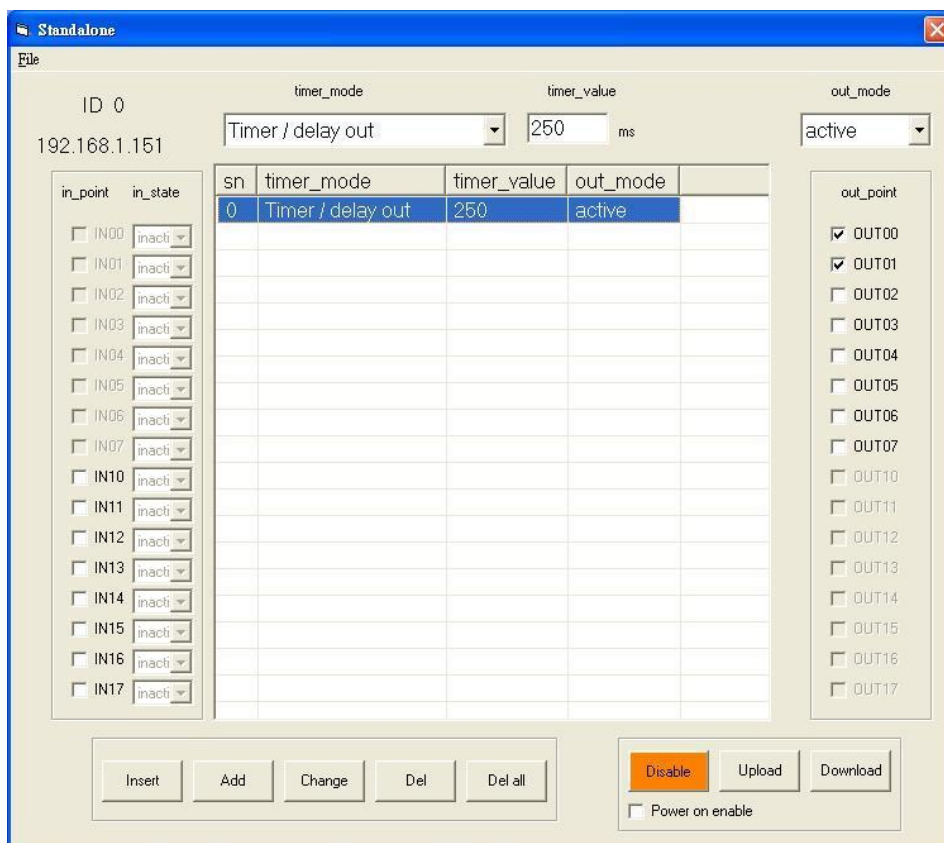 Standalone
File
ID 0
192.168.1.151
timer_mode
Timer / delay out
timer_value
250
ms
out_mode
active
in_point in_state
IN00 inacti
IN01 inacti
IN02 inacti
IN03 inacti
IN04 inacti
IN05 inacti
IN06 inacti
IN07 inacti
IN10 inacti
IN11 inacti
IN12 inacti
IN13 inacti
IN14 inacti
IN15 inacti
IN16 inacti
IN17 inacti
sn timer_mode timer_value out_mode
0 Timer / delay out 250 active
out_point
OUT00
OUT01
OUT02
OUT03
OUT04
OUT05
OUT06
OUT07
OUT10
OUT11
OUT12
OUT13
OUT14
OUT15
OUT16
OUT17
Insert Add Change Del Del all
Disable Upload Download
Power on enable